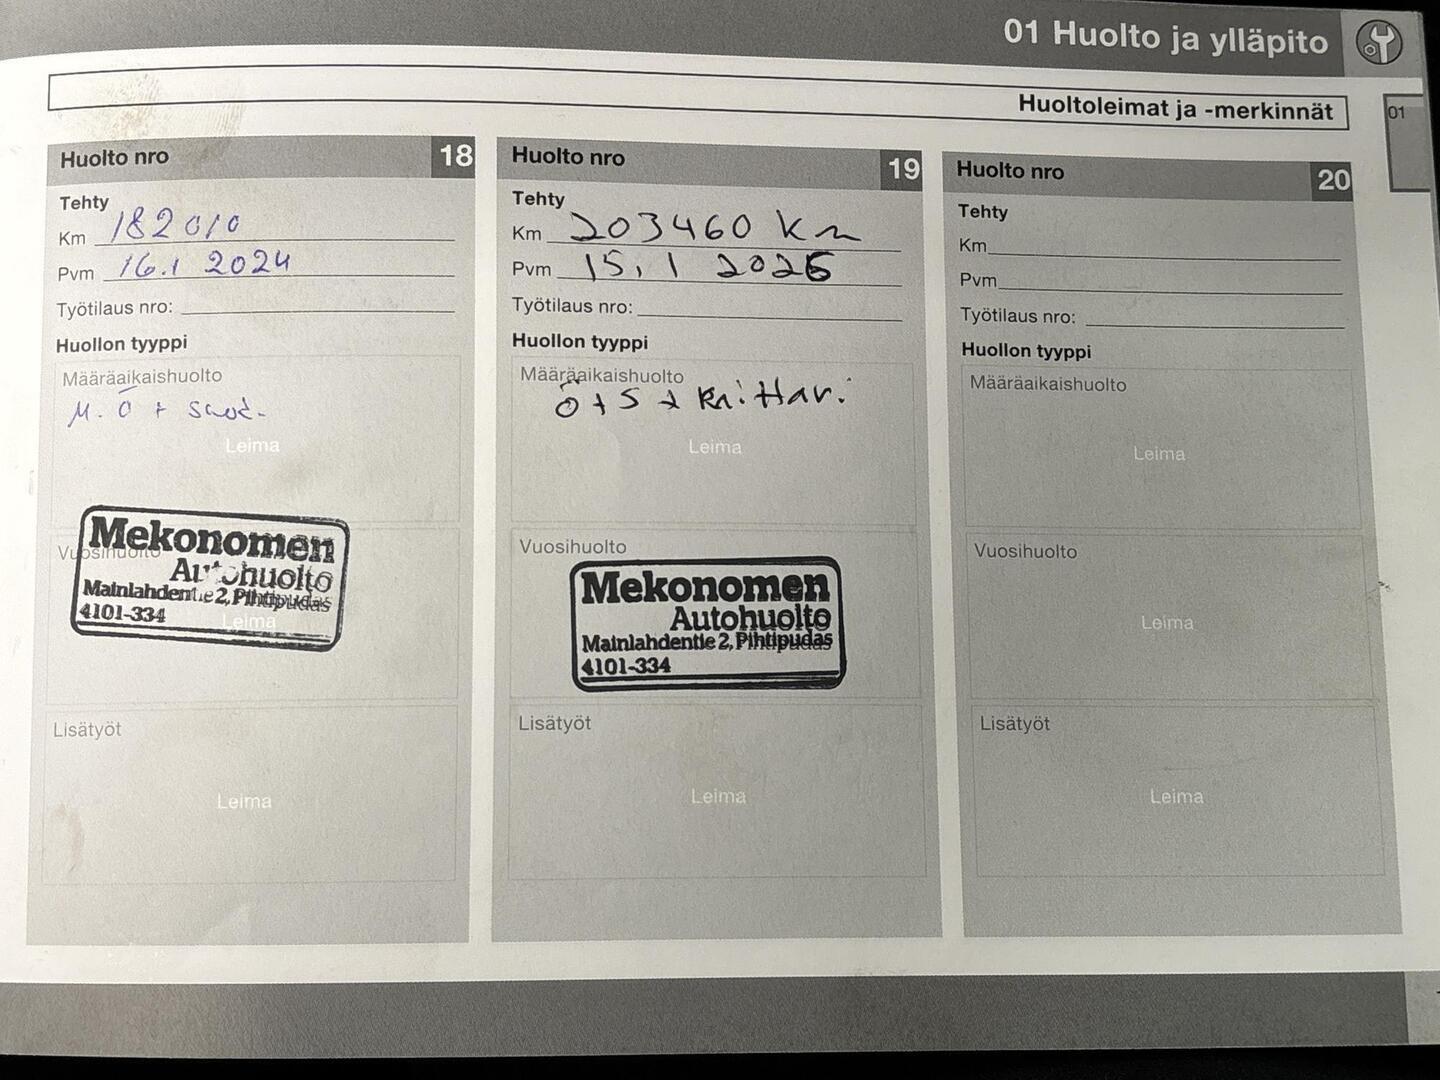 01 Huolto ja ylläpito
Huoltoleimat ja -merkinnät
01
Huolto nro 18
Tehty
Km 182010
Pvm 16.1 2024
Työtilaus nro:
Huollon tyyppi
Määräaikaishuolto
M. Ö + suod.
Leima
Vuosihuolto
Mekonomen
Autohuolto
Mainlahdentie 2, Pihtipudas
4101-334
Leima
Lisätyöt
Leima
Huolto nro 19
Tehty
Km 203460 Km
Pvm 15.1 2026
Työtilaus nro:
Huollon tyyppi
Määräaikaishuolto
Ö + S +
Leima
Vuosihuolto
Mekonomen
Autohuolto
Mainlahdentie 2, Pihtipudas
4101-334
Lisätyöt
Leima
Huolto nro 20
Tehty
Km
Pvm
Työtilaus nro:
Huollon tyyppi
Määräaikaishuolto
Leima
Vuosihuolto
Leima
Lisätyöt
Leima